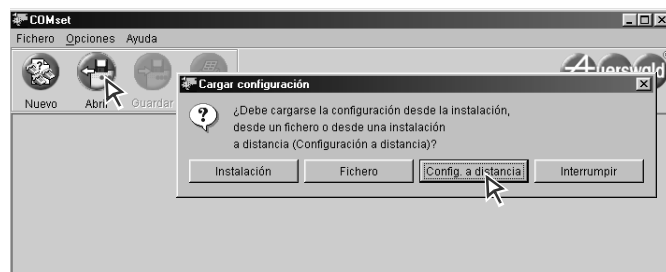 COMset
Fichero Opciones Ayuda
Auerswald
Nuevo Abrir Guardar
Cargar configuración
¿Debe cargarse la configuración desde la instalación,
desde un fichero o desde una instalación
a distancia (Configuración a distancia)?
Instalación Fichero Config. a distancia Interrumpir